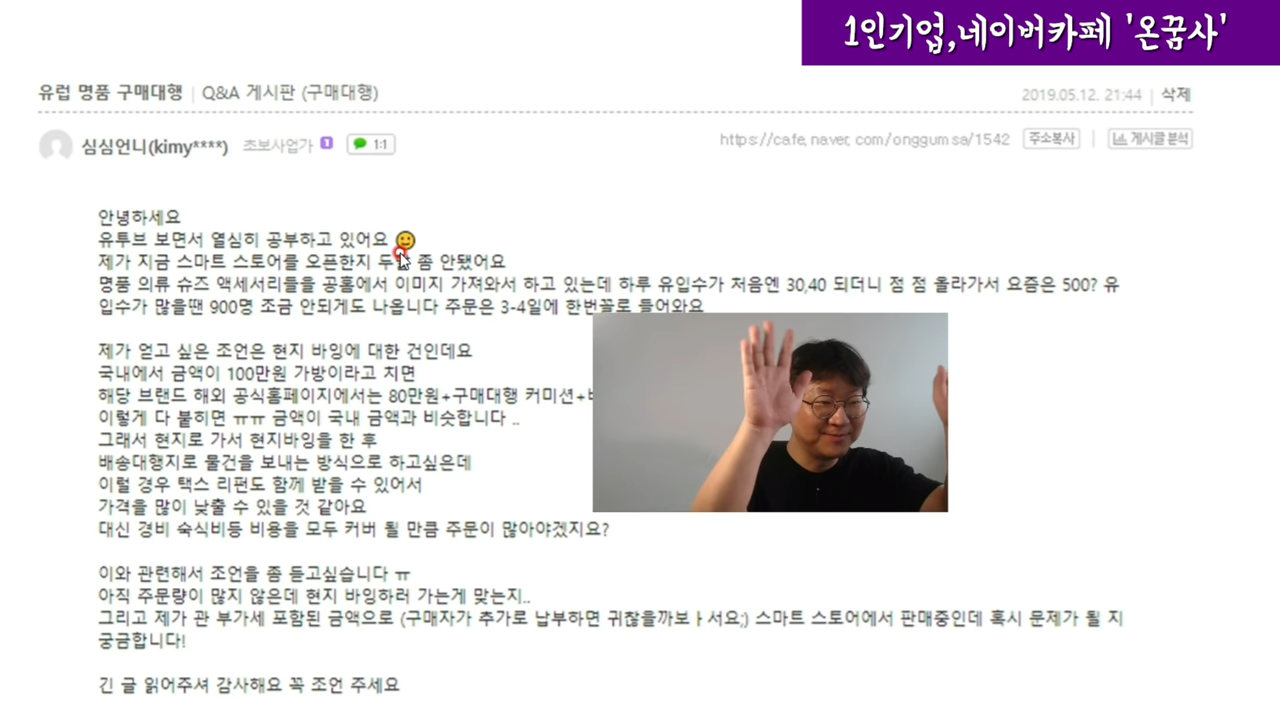 1인기업,네이버카페 '온꿈사'
유럽 명품 구매대행 | Q&A 게시판 (구매대행)
2019.05.12. 21:44 | 삭제
심심언니(kimy****) 초보사업가 1 1:1
https://cafe.naver.com/onggumsa/1542 주소복사 | 게시글 분석
안녕하세요
유투브 보면서 열심히 공부하고 있어요
제가 지금 스마트 스토어를 오픈한지 좀 안됐어요
명품 의류 슈즈 액세서리들을 공홈에서 이미지 가져와서 하고 있는데 하루 유입수가 처음엔 30,40 되더니 점 점 올라가서 요즘은 500? 유
입수가 많을땐 900명 조금 안되게도 나옵니다 주문은 3-4일에 한번꼴로 들어와요
제가 얻고 싶은 조언은 현지 바잉에 대한 건인데요
국내에서 금액이 100만원 가방이라고 치면
해당 브랜드 해외 공식홈페이지에서는 80만원+구매대행 커미션+
이렇게 다 붙히면 ㅠㅠ 금액이 국내 금액과 비슷합니다 ..
그래서 현지로 가서 현지바잉을 한 후
배송대행지로 물건을 보내는 방식으로 하고싶은데
이럴 경우 택스 리펀도 함께 받을 수 있어서
가격을 많이 낮출 수 있을 것 같아요
대신 경비 숙식비등 비용을 모두 커버 될 만큼 주문이 많아야겠지요?
이와 관련해서 조언을 좀 듣고싶습니다 ㅠ
아직 주문량이 많지 않은데 현지 바잉하러 가는게 맞는지..
그리고 제가 관 부가세 포함된 금액으로 (구매자가 추가로 납부하면 귀찮을까보ㅏ서요;) 스마트 스토어에서 판매중인데 혹시 문제가 될 지
궁금합니다!
긴 글 읽어주셔 감사해요 꼭 조언 주세요